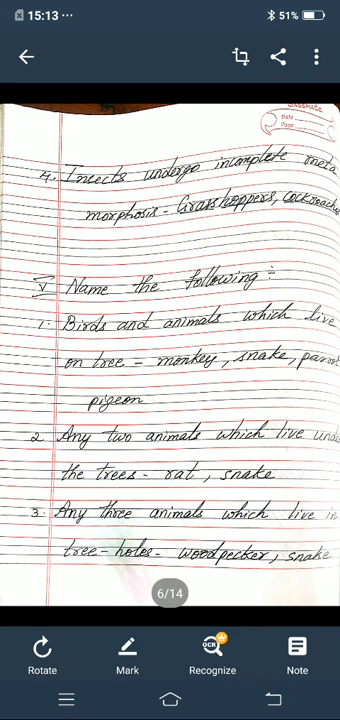 15:13 ...
51%
CLASSMATE
Date
Page
4. Insects undergo incomplete meta
morphosis - Grasshoppers, cockroaches
V Name the following :-
1. Birds and animals which live
on tree - monkey, snake, parrot
pigeon
2 Any two animals which live under
the trees - rat, snake
3. Any three animals which live in
tree-holes - woodpecker, snake
6/14
OCR
Rotate
Mark
Recognize
Note